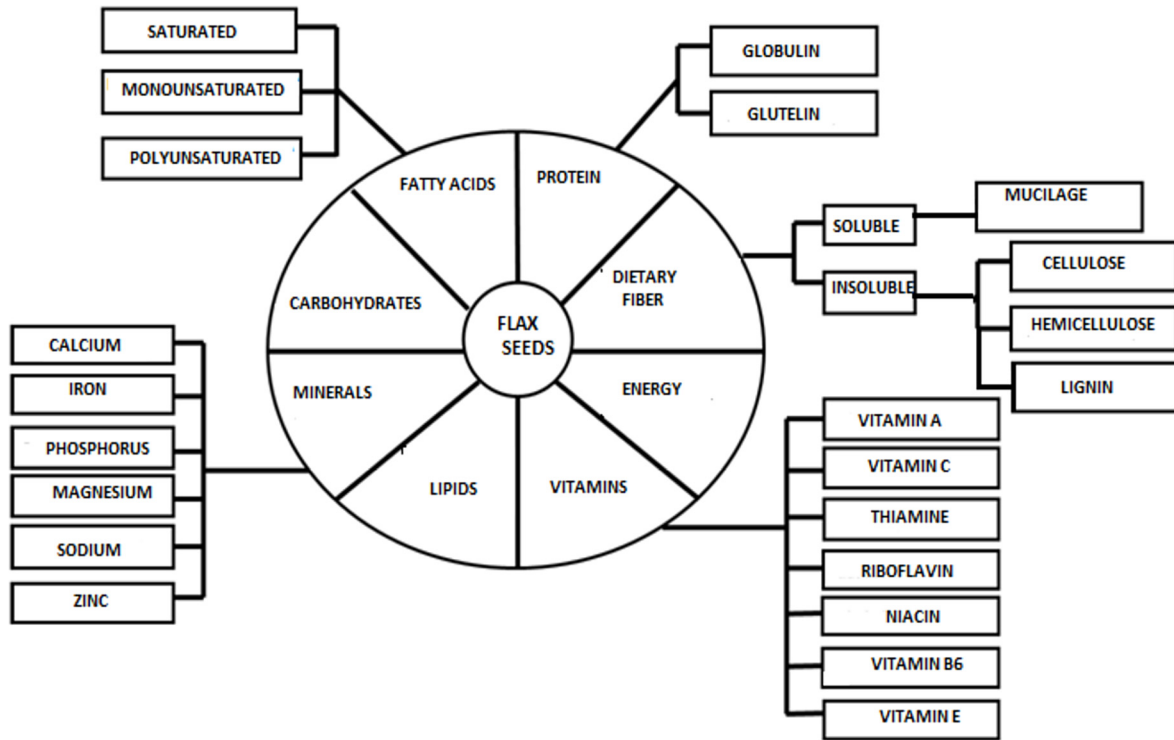 SATURATED
MONOUNSATURATED
POLYUNSATURATED
GLOBULIN
GLUTELIN
FATTY ACIDS
PROTEIN
DIETARY
FIBER
CARBOHYDRATES
FLAX
SEEDS
MINERALS
ENERGY
LIPIDS
VITAMINS
SOLUBLE
MUCILAGE
INSOLUBLE
CELLULOSE
HEMICELLULOSE
LIGNIN
CALCIUM
IRON
PHOSPHORUS
MAGNESIUM
SODIUM
ZINC
VITAMIN A
VITAMIN C
THIAMINE
RIBOFLAVIN
NIACIN
VITAMIN B6
VITAMIN E